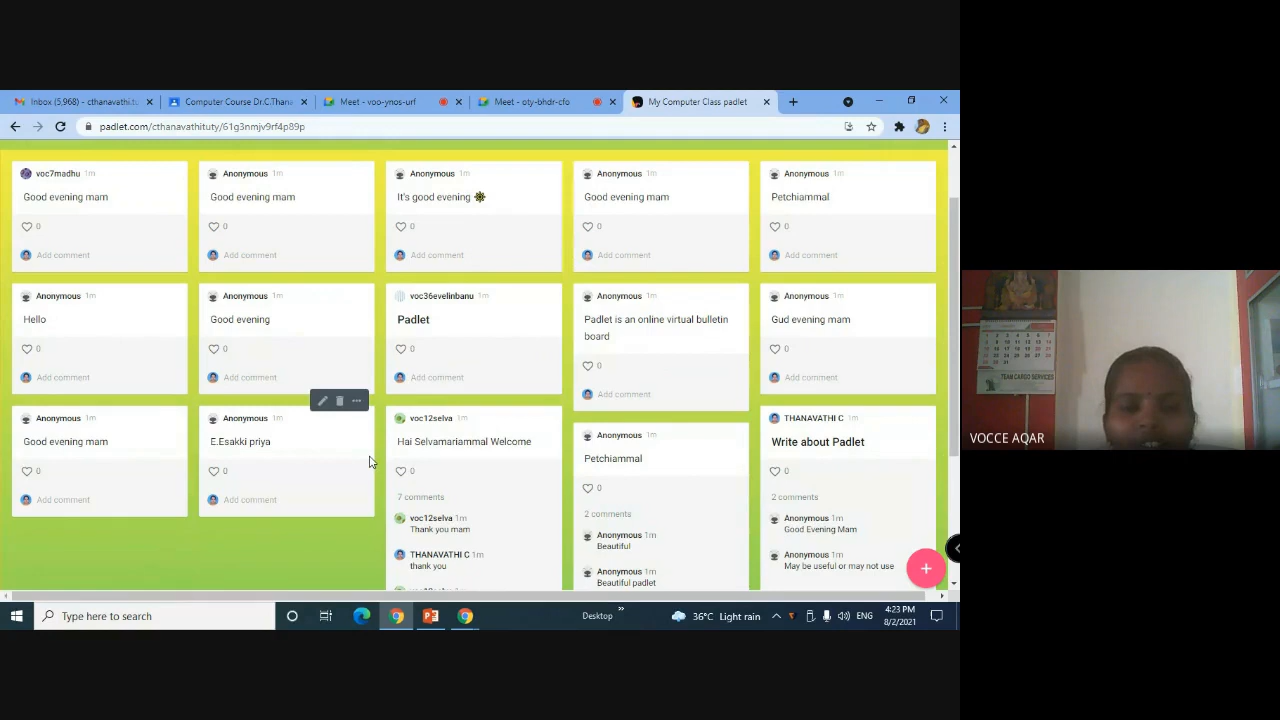 Inbox (5,968) - cthanavathi.tu
Computer Course Dr.C.Thana
Meet - voo-ynos-urf
Meet - oty-bhdr-cfo
My Computer Class padlet
padlet.com/cthanavathituty/61g3nmjv9rf4p89p
voc7madhu 1m
Good evening mam
0
Add comment
Anonymous 1m
Good evening mam
0
Add comment
Anonymous 1m
It's good evening
0
Add comment
Anonymous 1m
Good evening mam
0
Add comment
Anonymous 1m
Petchiammal
0
Add comment
Anonymous 1m
Hello
0
Add comment
Anonymous 1m
Good evening
0
Add comment
voc36evelinbanu 1m
Padlet
0
Add comment
Anonymous 1m
Padlet is an online virtual bulletin
board
0
Add comment
Anonymous 1m
Gud evening mam
0
Add comment
Anonymous 1m
Good evening mam
0
Add comment
Anonymous 1m
E.Esakki priya
0
Add comment
voc12selva 1m
Hai Selvamariammal Welcome
0
7 comments
voc12selva 1m
Thank you mam
THANAVATHI C 1m
thank you
Anonymous 1m
Petchiammal
0
2 comments
Anonymous 1m
Beautiful
Anonymous 1m
Beautiful padlet
THANAVATHI C 1m
Write about Padlet
0
2 comments
Anonymous 1m
Good Evening Mam
Anonymous 1m
May be useful or may not use
Type here to search
Desktop
36°C Light rain
ENG
4:23 PM
8/2/2021
TEAM CARGO SERVICES
VOCCE AQAR